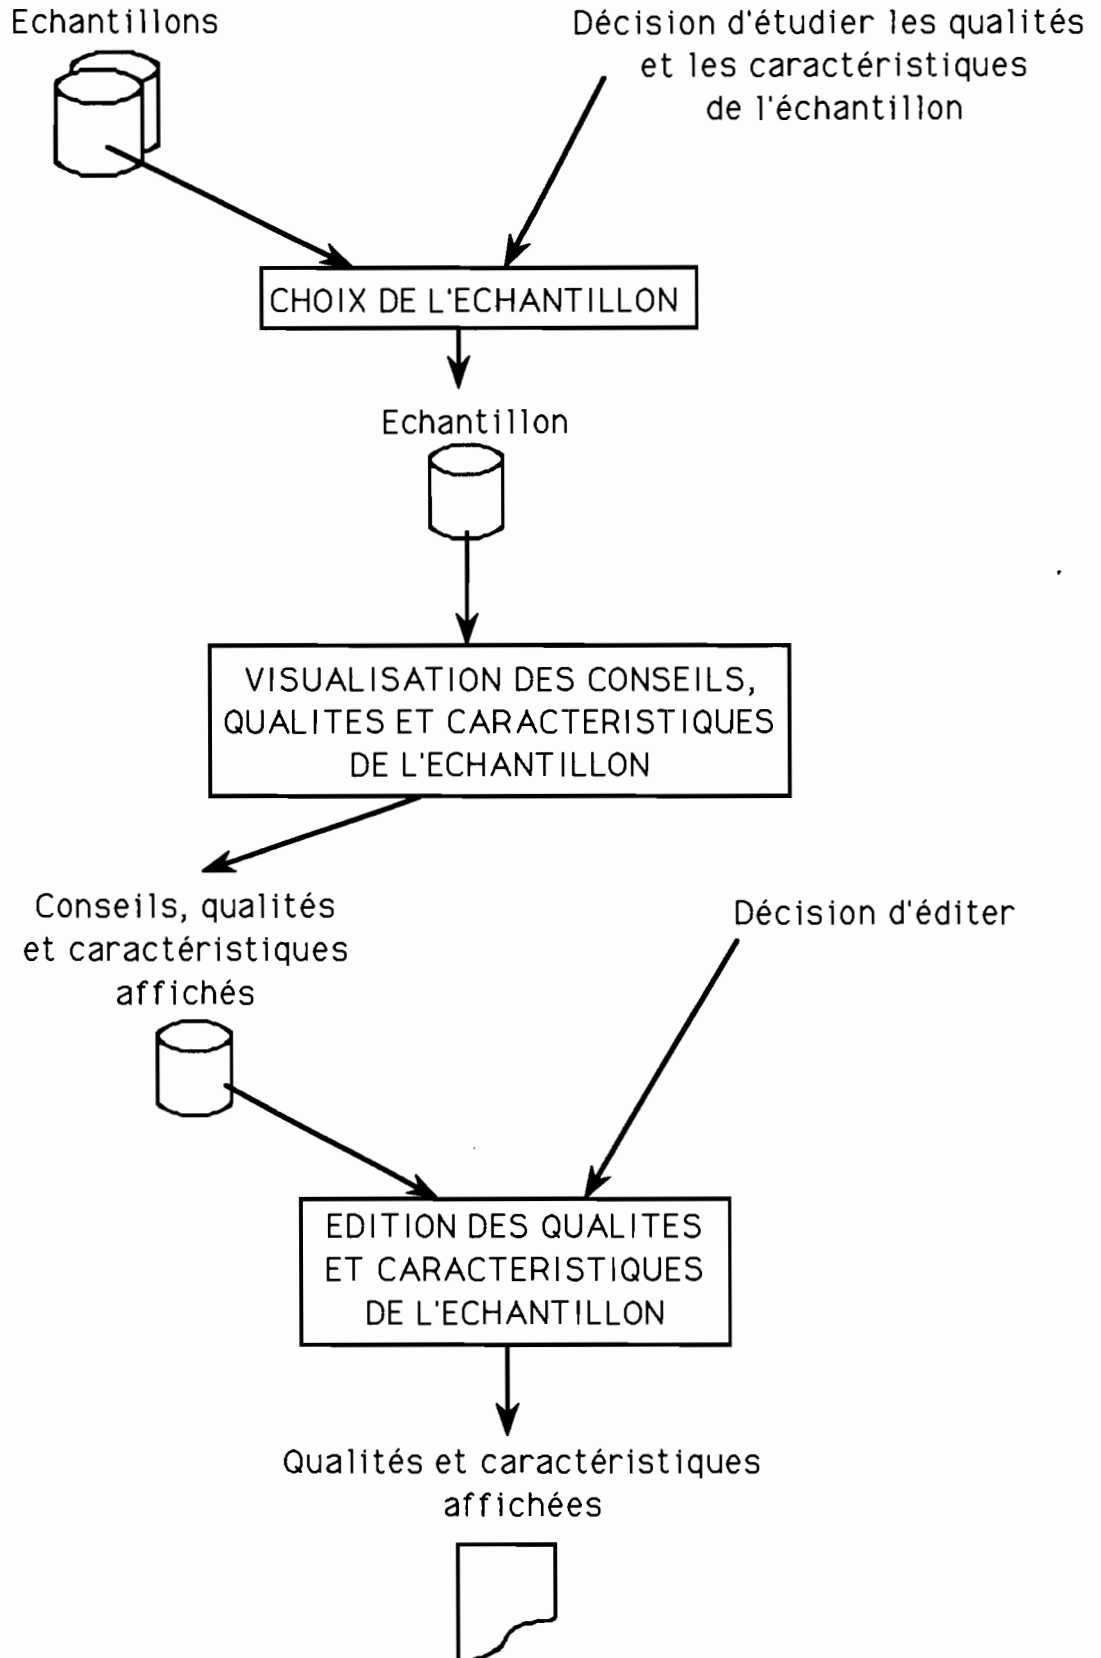 Echantillons
Décision d'étudier les qualités
et les caractéristiques
de l'échantillon
CHOIX DE L'ECHANTILLON
Echantillon
VISUALISATION DES CONSEILS,
QUALITES ET CARACTERISTIQUES
DE L'ECHANTILLON
Conseils, qualités
et caractéristiques
affichés
Décision d'éditer
EDITION DES QUALITES
ET CARACTERISTIQUES
DE L'ECHANTILLON
Qualités et caractéristiques
affichées